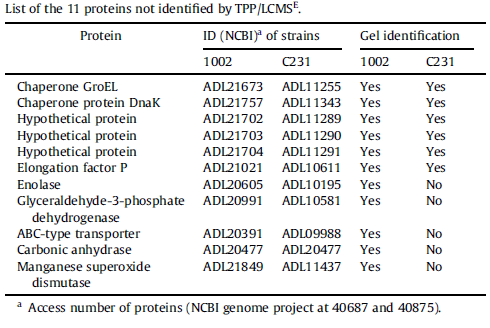 List of the 11 proteins not identified by TPP/LCMSE.
Protein ID (NCBI)a of strains Gel identification
1002 C231 1002 C231
Chaperone GroEL ADL21673 ADL11255 Yes Yes
Chaperone protein DnaK ADL21757 ADL11343 Yes Yes
Hypothetical protein ADL21702 ADL11289 Yes Yes
Hypothetical protein ADL21703 ADL11290 Yes Yes
Hypothetical protein ADL21704 ADL11291 Yes Yes
Elongation factor P ADL21021 ADL10611 Yes Yes
Enolase ADL20605 ADL10195 Yes No
Glyceraldehyde-3-phosphate ADL20991 ADL10581 Yes No
dehydrogenase
ABC-type transporter ADL20391 ADL09988 Yes No
Carbonic anhydrase ADL20477 ADL20477 Yes No
Manganese superoxide ADL21849 ADL11437 Yes No
dismutase
a Access number of proteins (NCBI genome project at 40687 and 40875).